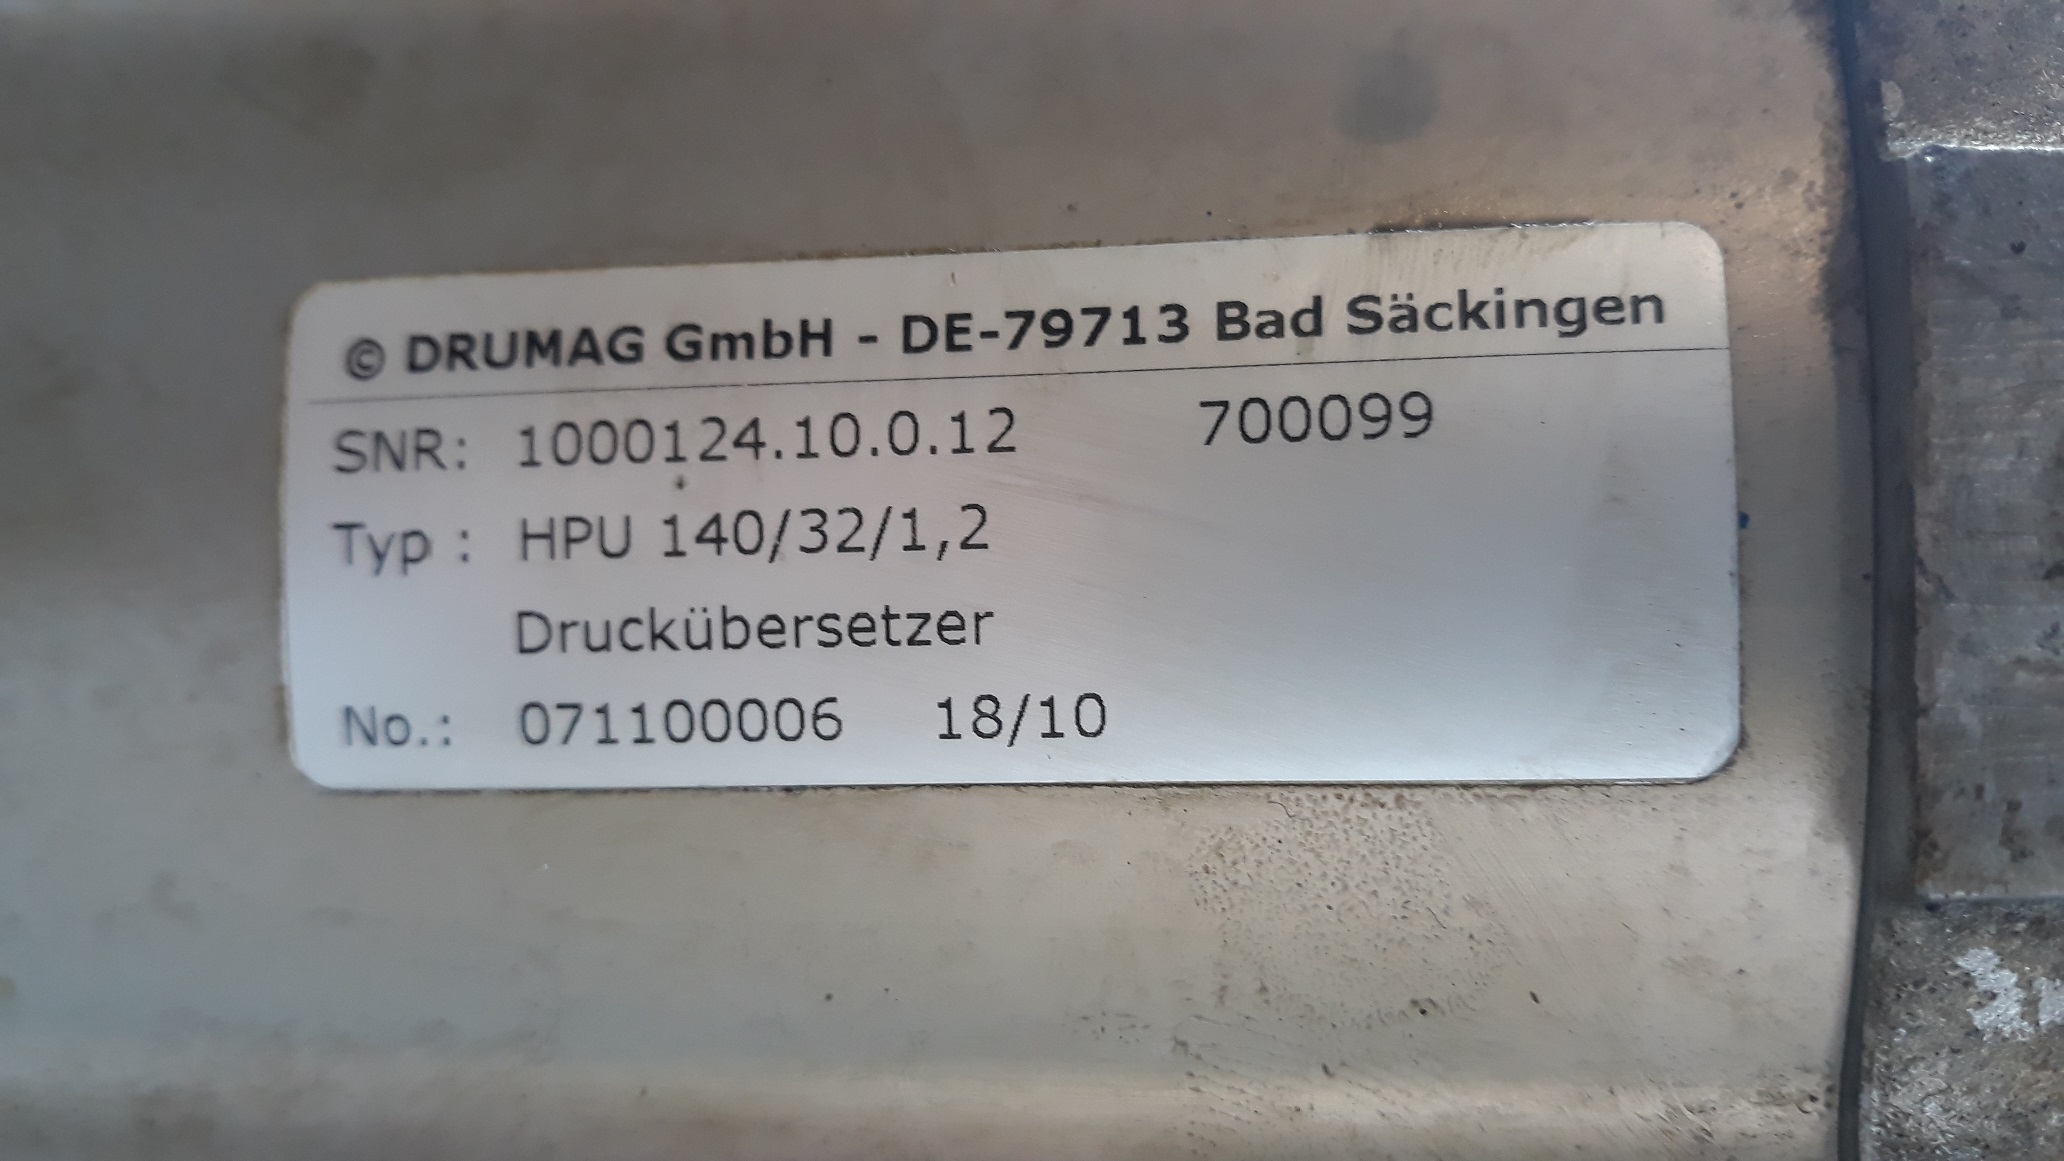 © DRUMAG GmbH - DE-79713 Bad Säckingen
SNR: 1000124.10.0.12 700099
Typ : HPU 140/32/1,2
Druckübersetzer
No.: 071100006 18/10